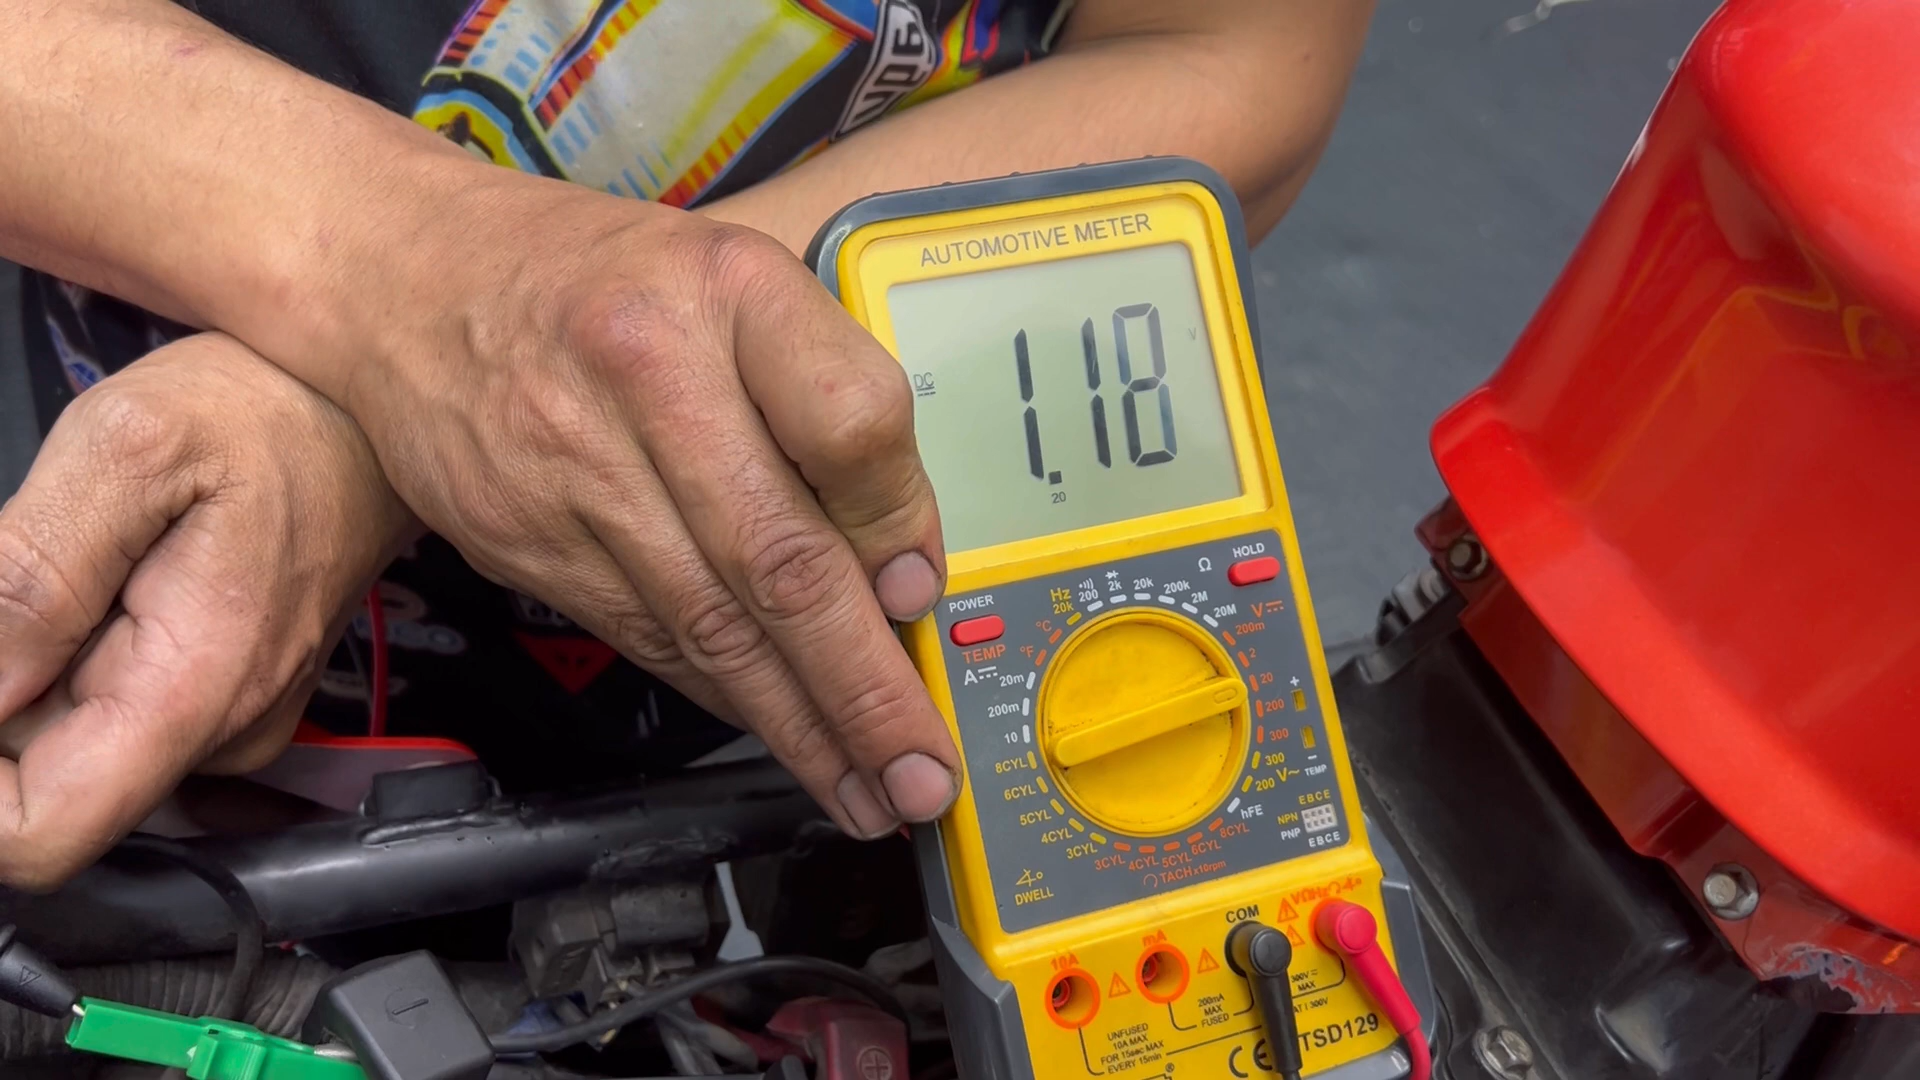 AUTOMOTIVE METER
DC
1.18
V
20
HOLD
POWER
TEMP
Hz
20k
200
2k
20k
200k
2M
20M
Ω
V
200m
2
20
200
300
300
200 V~
TEMP
+
−
°C
°F
A
20m
200m
10
8CYL
6CYL
5CYL
4CYL
3CYL
DWELL
3CYL
4CYL
5CYL
6CYL
8CYL
TACHx10rpm
hFE
EBCE
NPN
PNP
EBCE
COM
mA
10A
200mA
MAX
FUSED
300V
MAX
UNFUSED
10A MAX
FOR 15sec MAX
EVERY 15min
CE
TSD129